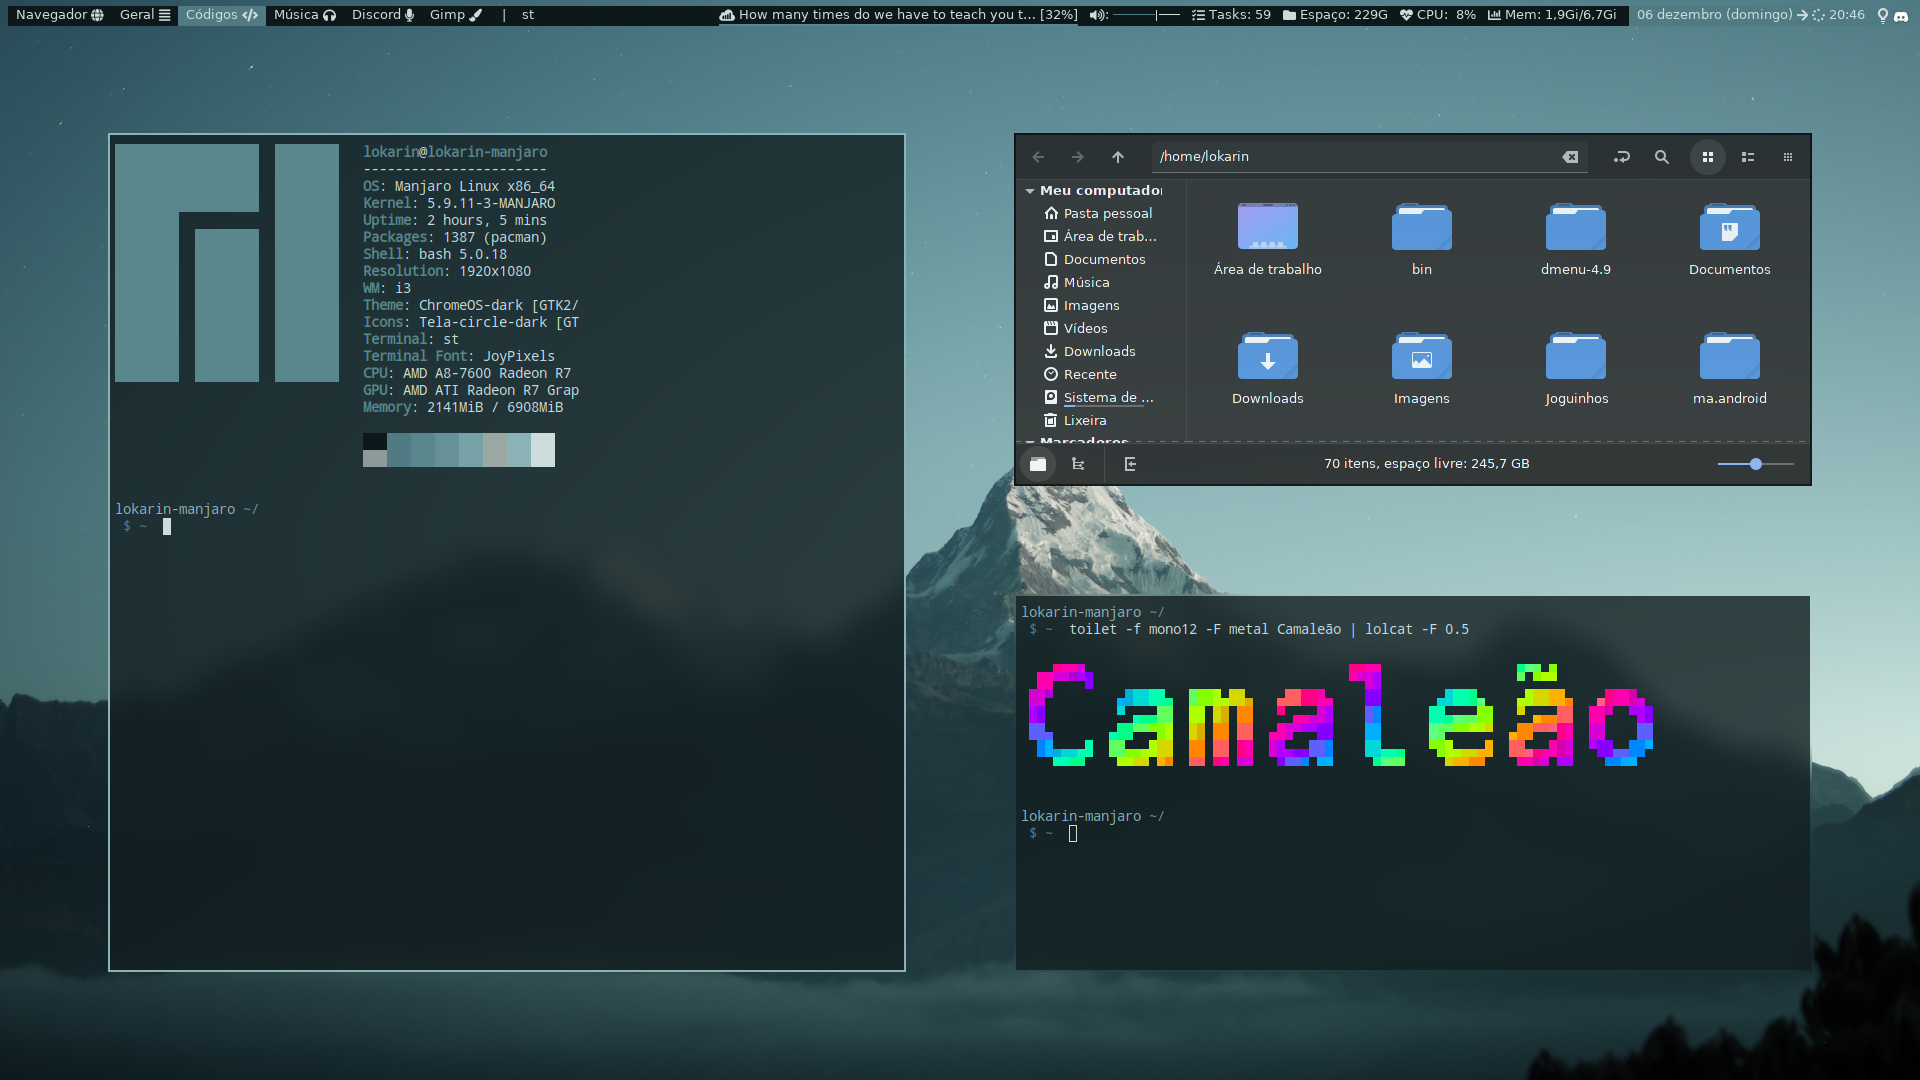 Navegador Geral Códigos Música Discord Gimp | st
How many times do we have to teach you t... [32%] Tasks: 59 Espaço: 229G CPU: 8% Mem: 1,9Gi/6,7Gi 06 dezembro (domingo) 20:46
lokarin@lokarin-manjaro
-----------------------
OS: Manjaro Linux x86_64
Kernel: 5.9.11-3-MANJARO
Uptime: 2 hours, 5 mins
Packages: 1387 (pacman)
Shell: bash 5.0.18
Resolution: 1920x1080
WM: i3
Theme: ChromeOS-dark [GTK2/
Icons: Tela-circle-dark [GT
Terminal: st
Terminal Font: JoyPixels
CPU: AMD A8-7600 Radeon R7
GPU: AMD ATI Radeon R7 Grap
Memory: 2141MiB / 6908MiB
lokarin-manjaro ~/
$ ~
/home/lokarin
Meu computador
Pasta pessoal
Área de trab...
Documentos
Música
Imagens
Vídeos
Downloads
Recente
Sistema de ...
Lixeira
Marcadores
Área de trabalho bin dmenu-4.9 Documentos
Downloads Imagens Joguinhos ma.android
70 itens, espaço livre: 245,7 GB
lokarin-manjaro ~/
$ ~ toilet -f mono12 -F metal Camaleão | lolcat -F 0.5
Camaleão
lokarin-manjaro ~/
$ ~